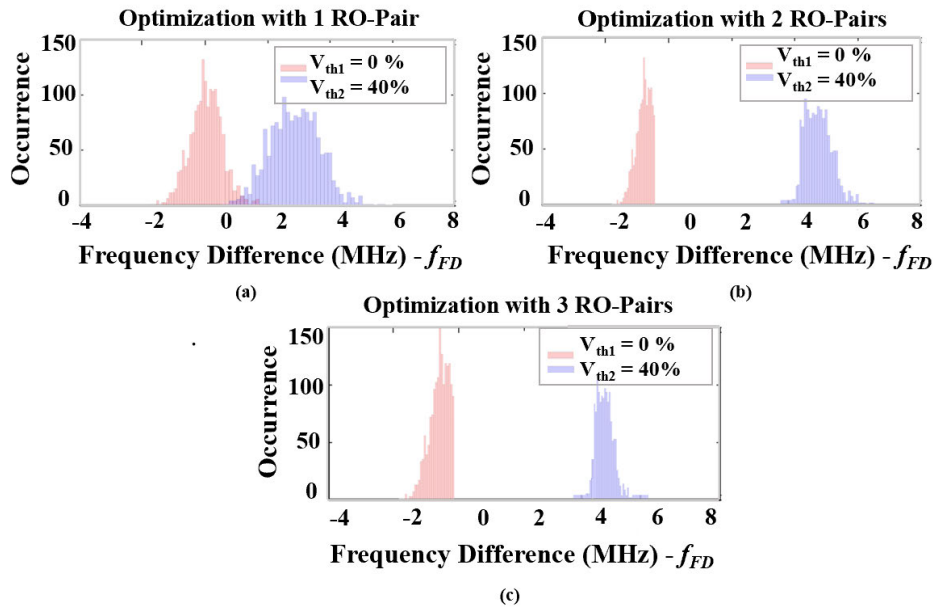 Optimization with 1 RO-Pair
150
100
50
0
Occurrence
V_th1 = 0 %
V_th2 = 40%
-4 -2 0 2 4 6 8
Frequency Difference (MHz) - f_FD
(a)
Optimization with 2 RO-Pairs
150
100
50
0
Occurrence
V_th1 = 0 %
V_th2 = 40%
-4 -2 0 2 4 6 8
Frequency Difference (MHz) - f_FD
(b)
Optimization with 3 RO-Pairs
150
100
50
0
Occurrence
V_th1 = 0 %
V_th2 = 40%
-4 -2 0 2 4 6 8
Frequency Difference (MHz) - f_FD
(c)